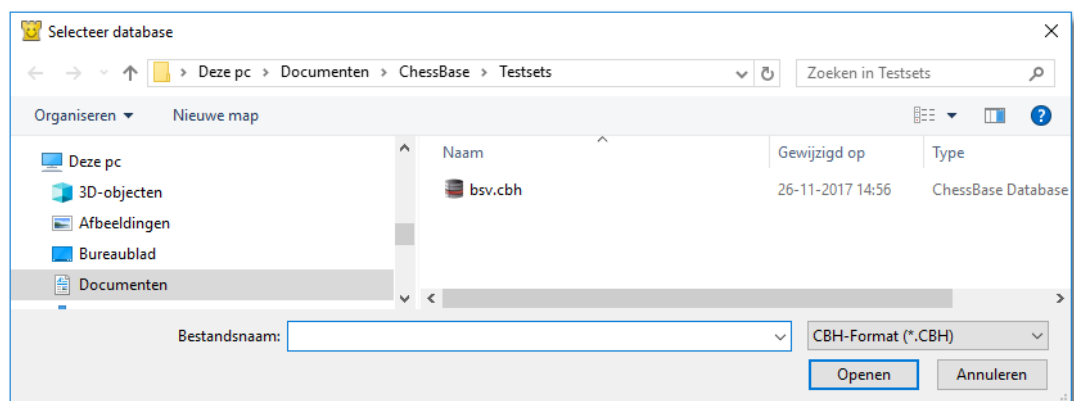 Selecteer database
Deze pc > Documenten > ChessBase > Testsets
Zoeken in Testsets
Organiseren
Nieuwe map
Deze pc
3D-objecten
Afbeeldingen
Bureaublad
Documenten
Naam
Gewijzigd op
Type
bsv.cbh
26-11-2017 14:56
ChessBase Database
Bestandsnaam:
CBH-Format (*.CBH)
Openen
Annuleren